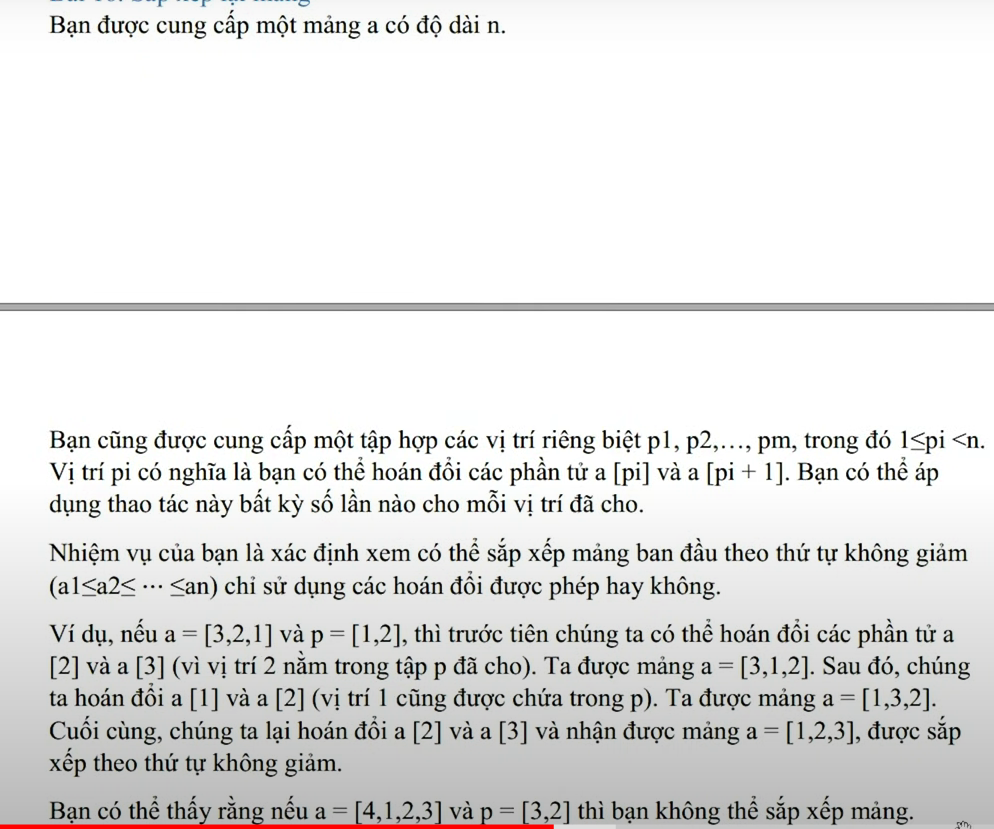 Bạn được cung cấp một mảng a có độ dài n.
Bạn cũng được cung cấp một tập hợp các vị trí riêng biệt p1, p2,…, pm, trong đó 1≤pi <n.
Vị trí pi có nghĩa là bạn có thể hoán đổi các phần tử a [pi] và a [pi + 1]. Bạn có thể áp
dụng thao tác này bất kỳ số lần nào cho mỗi vị trí đã cho.
Nhiệm vụ của bạn là xác định xem có thể sắp xếp mảng ban đầu theo thứ tự không giảm
(a1≤a2≤ ⋯ ≤an) chỉ sử dụng các hoán đổi được phép hay không.
Ví dụ, nếu a = [3,2,1] và p = [1,2], thì trước tiên chúng ta có thể hoán đổi các phần tử a
[2] và a [3] (vì vị trí 2 nằm trong tập p đã cho). Ta được mảng a = [3,1,2]. Sau đó, chúng
ta hoán đổi a [1] và a [2] (vị trí 1 cũng được chứa trong p). Ta được mảng a = [1,3,2].
Cuối cùng, chúng ta lại hoán đổi a [2] và a [3] và nhận được mảng a = [1,2,3], được sắp
xếp theo thứ tự không giảm.
Bạn có thể thấy rằng nếu a = [4,1,2,3] và p = [3,2] thì bạn không thể sắp xếp mảng.